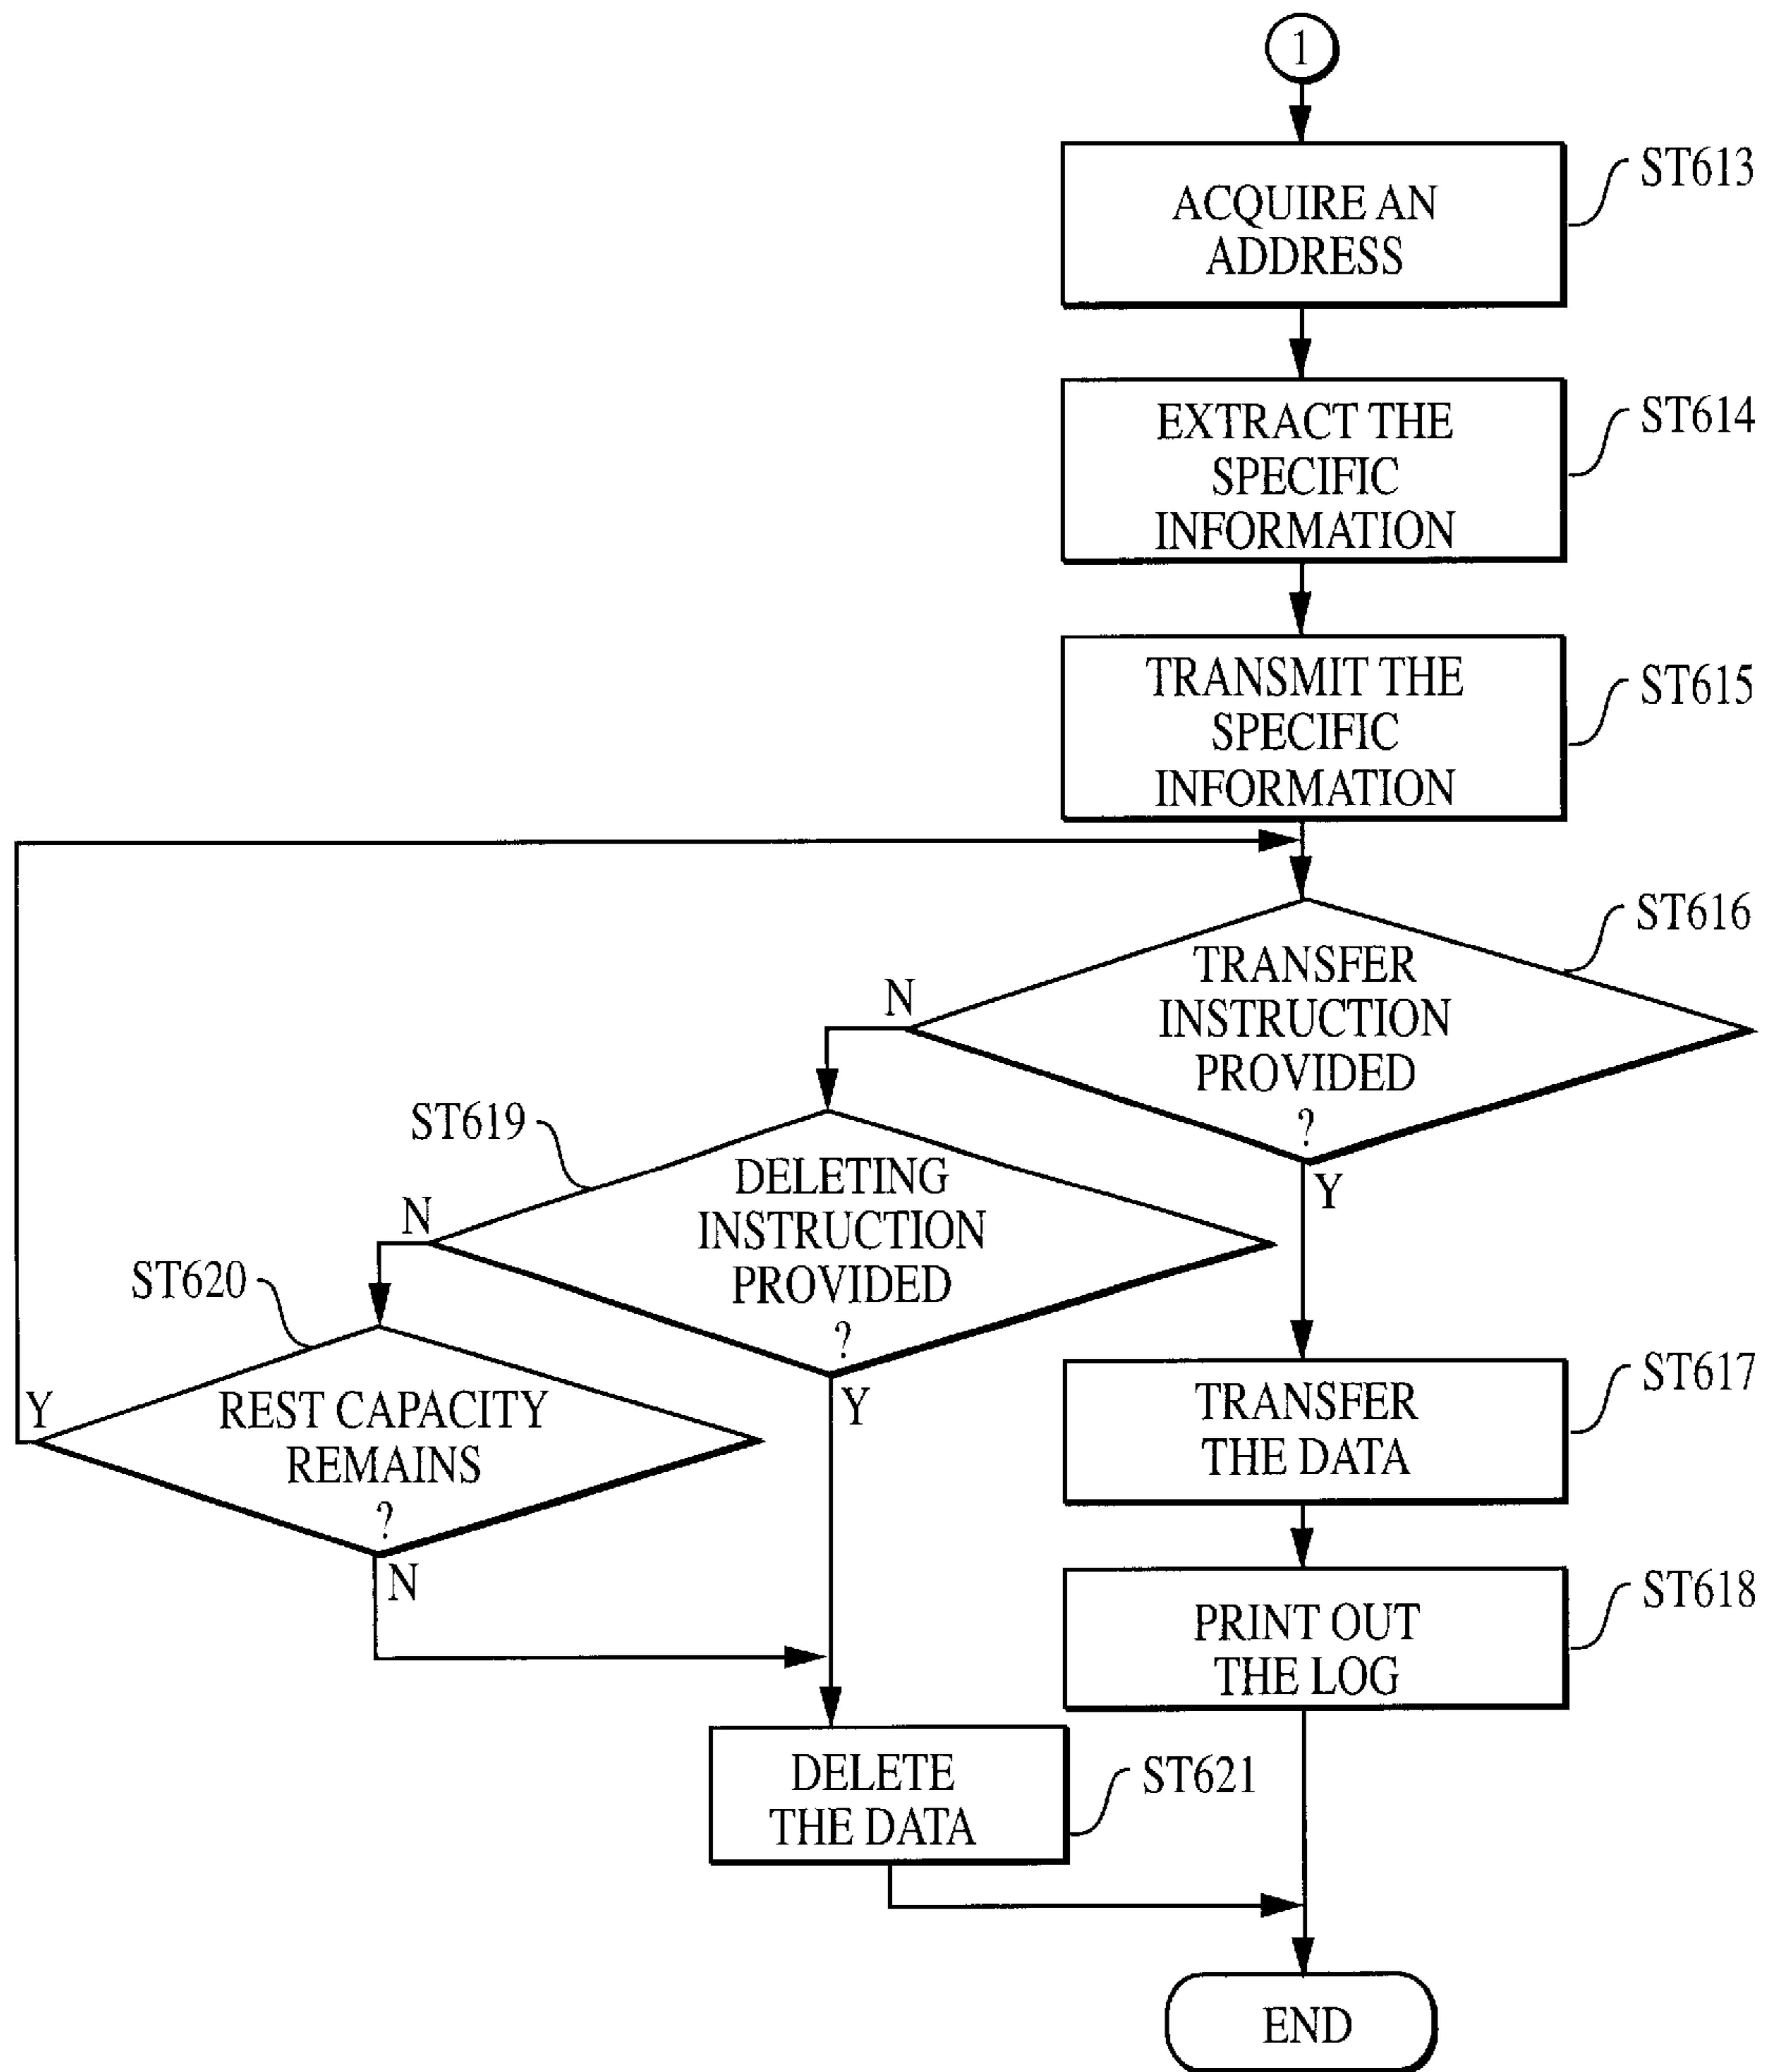 1
ACQUIRE AN
ADDRESS
ST613
EXTRACT THE
SPECIFIC
INFORMATION
ST614
TRANSMIT THE
SPECIFIC
INFORMATION
ST615
TRANSFER
INSTRUCTION
PROVIDED
?
ST616
N
Y
ST619
DELETING
INSTRUCTION
PROVIDED
?
N
Y
ST620
REST CAPACITY
REMAINS
?
Y
N
TRANSFER
THE DATA
ST617
PRINT OUT
THE LOG
ST618
DELETE
THE DATA
ST621
END